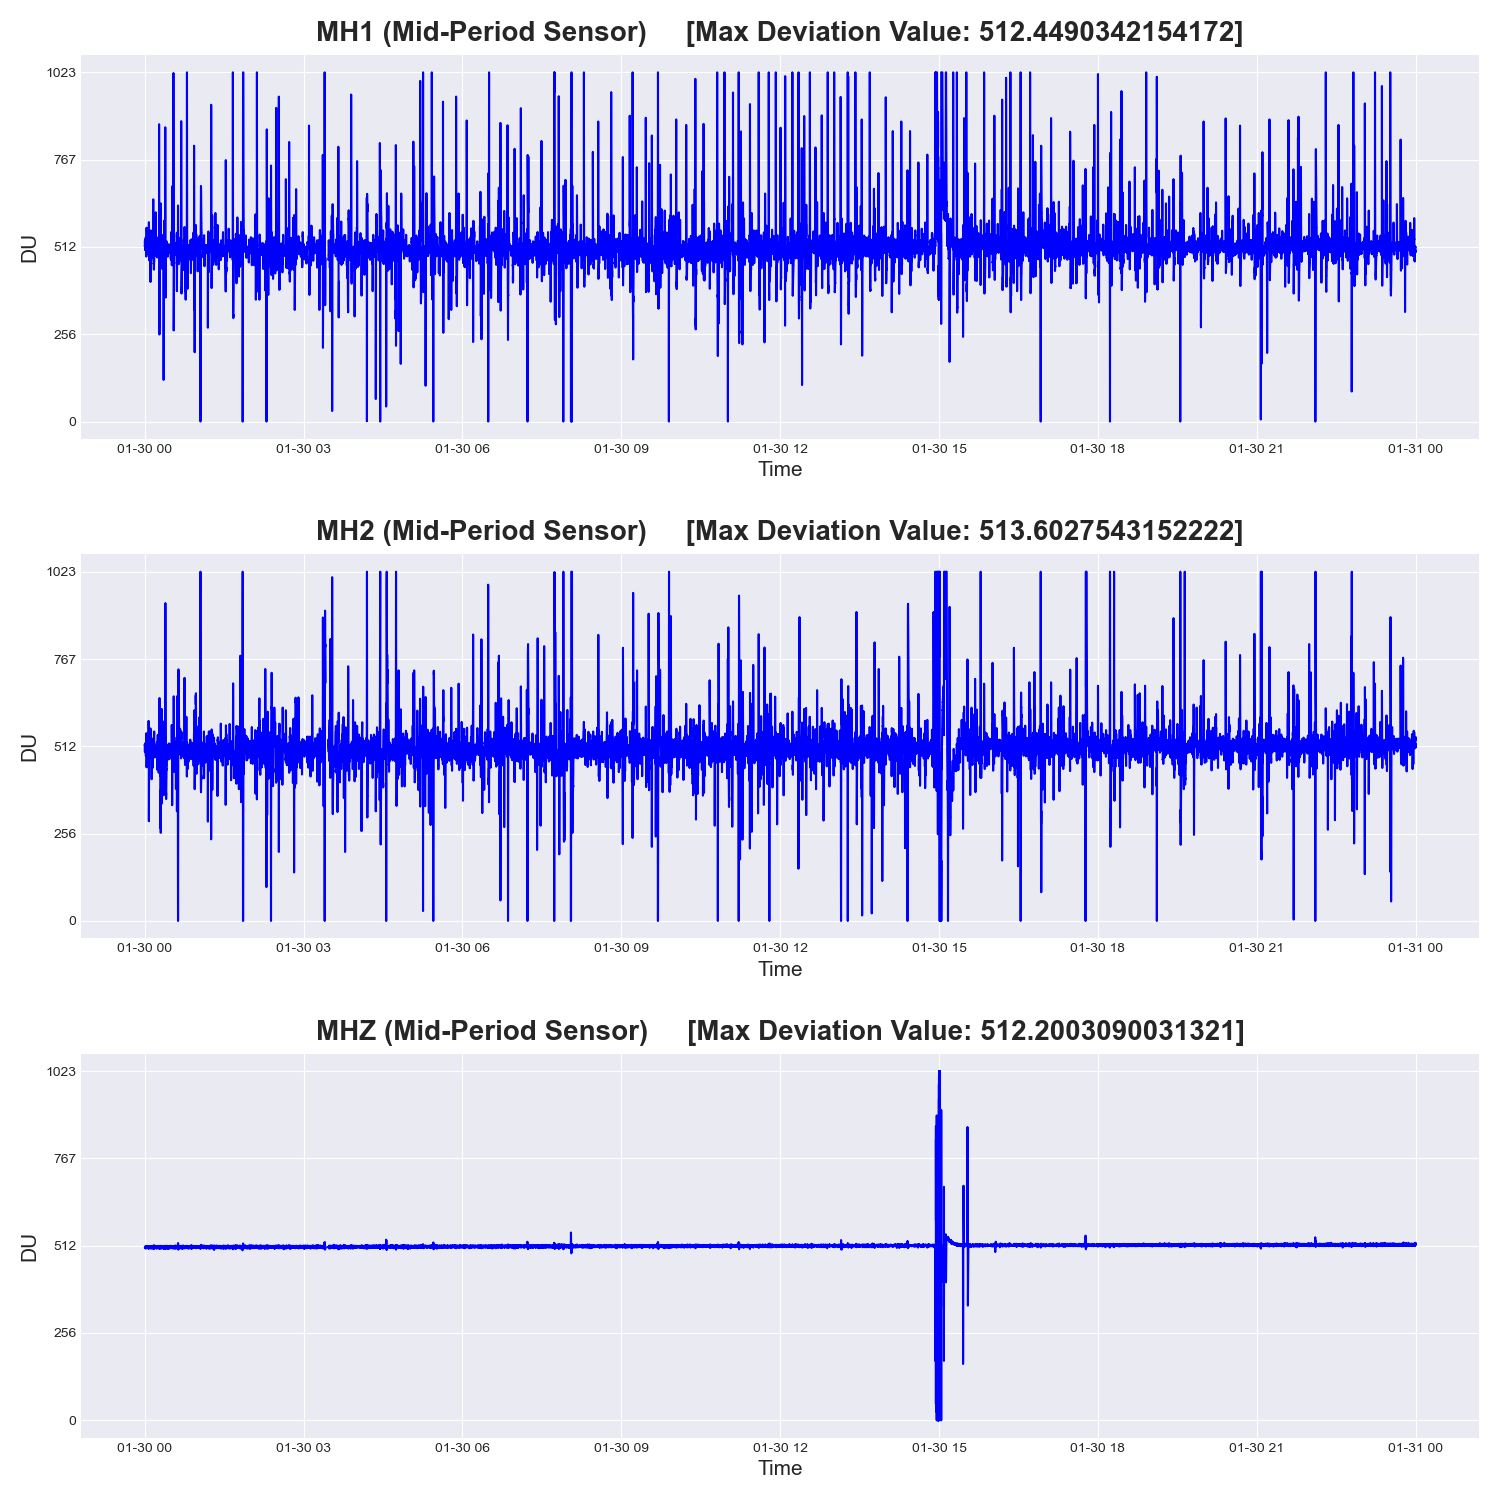 MH1 (Mid-Period Sensor) [Max Deviation Value: 512.4490342154172]
1023
767
512
256
0
DU
01-30 00 01-30 03 01-30 06 01-30 09 01-30 12 01-30 15 01-30 18 01-30 21 01-31 00
Time
MH2 (Mid-Period Sensor) [Max Deviation Value: 513.6027543152222]
1023
767
512
256
0
DU
01-30 00 01-30 03 01-30 06 01-30 09 01-30 12 01-30 15 01-30 18 01-30 21 01-31 00
Time
MHZ (Mid-Period Sensor) [Max Deviation Value: 512.2003090031321]
1023
767
512
256
0
DU
01-30 00 01-30 03 01-30 06 01-30 09 01-30 12 01-30 15 01-30 18 01-30 21 01-31 00
Time